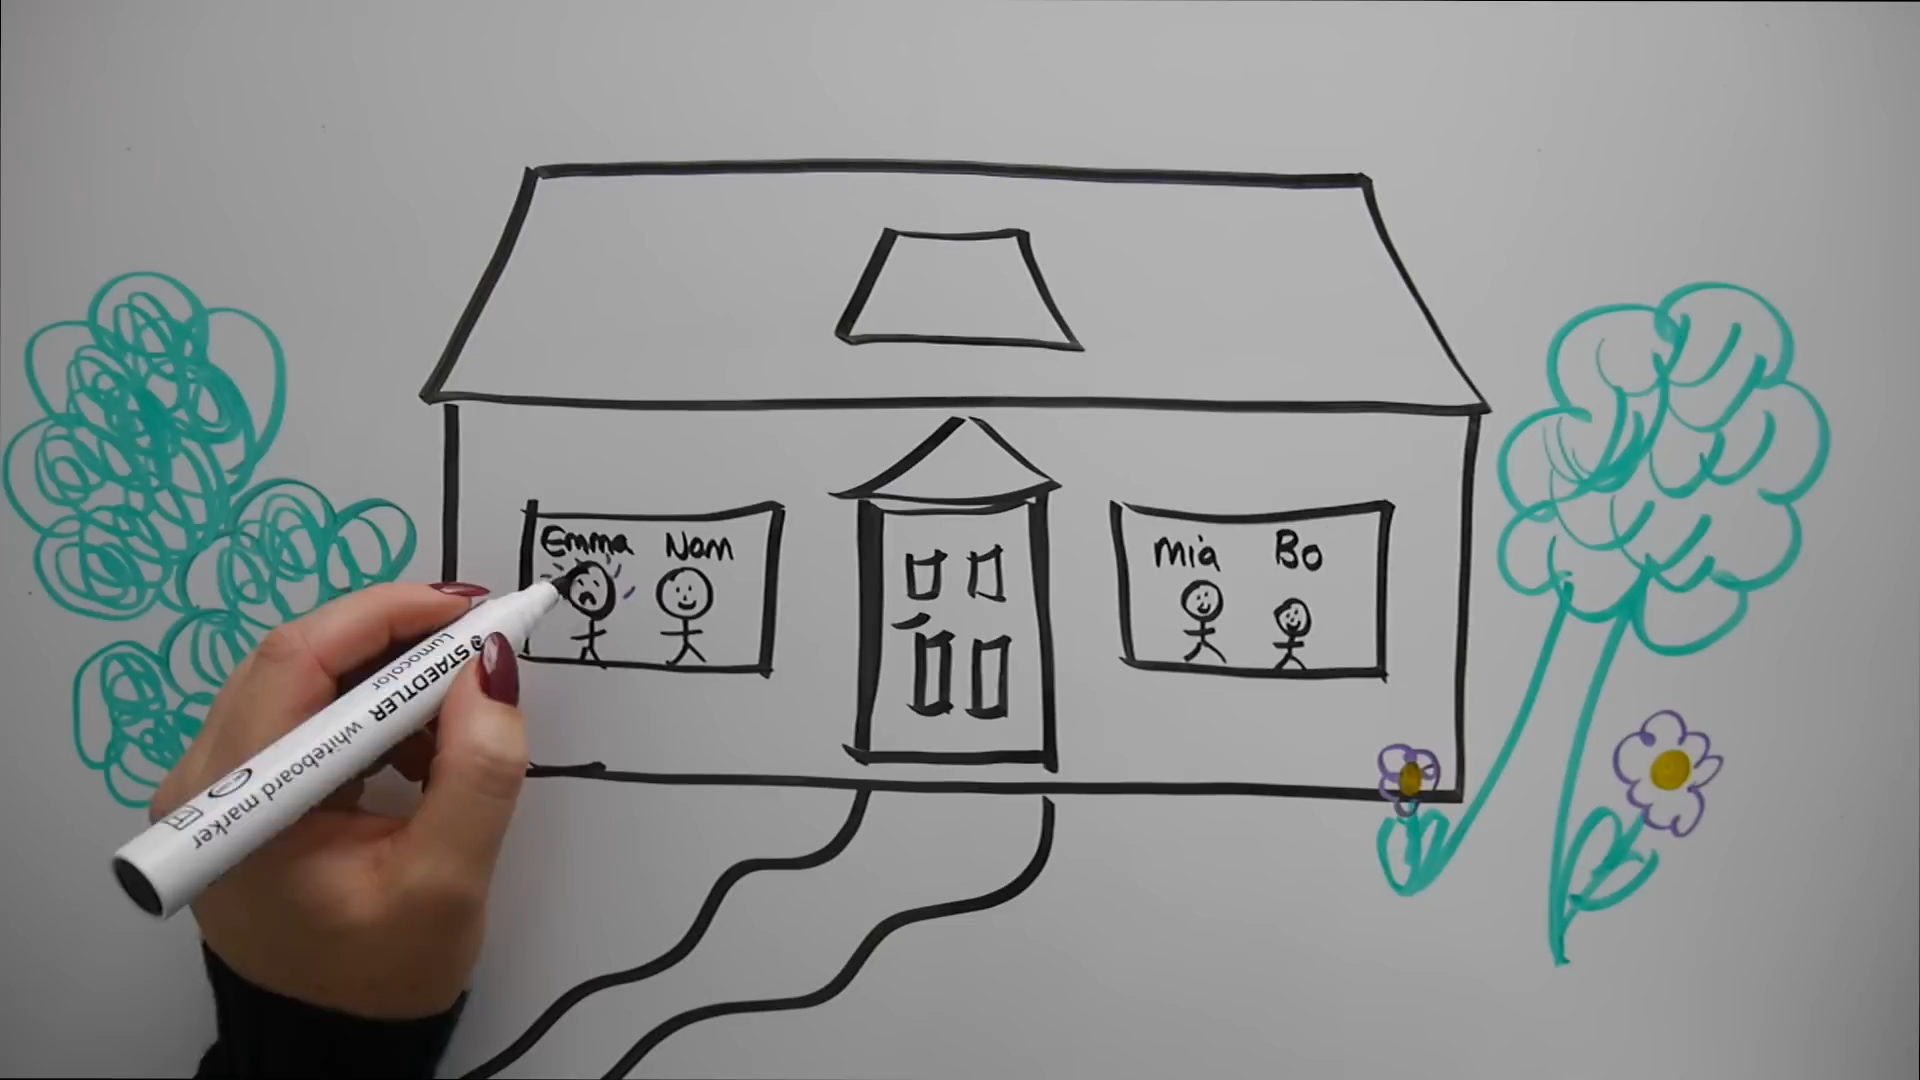 Emma Nam
Mia Bo
STAEDTLER
Lumocolor
whiteboard marker